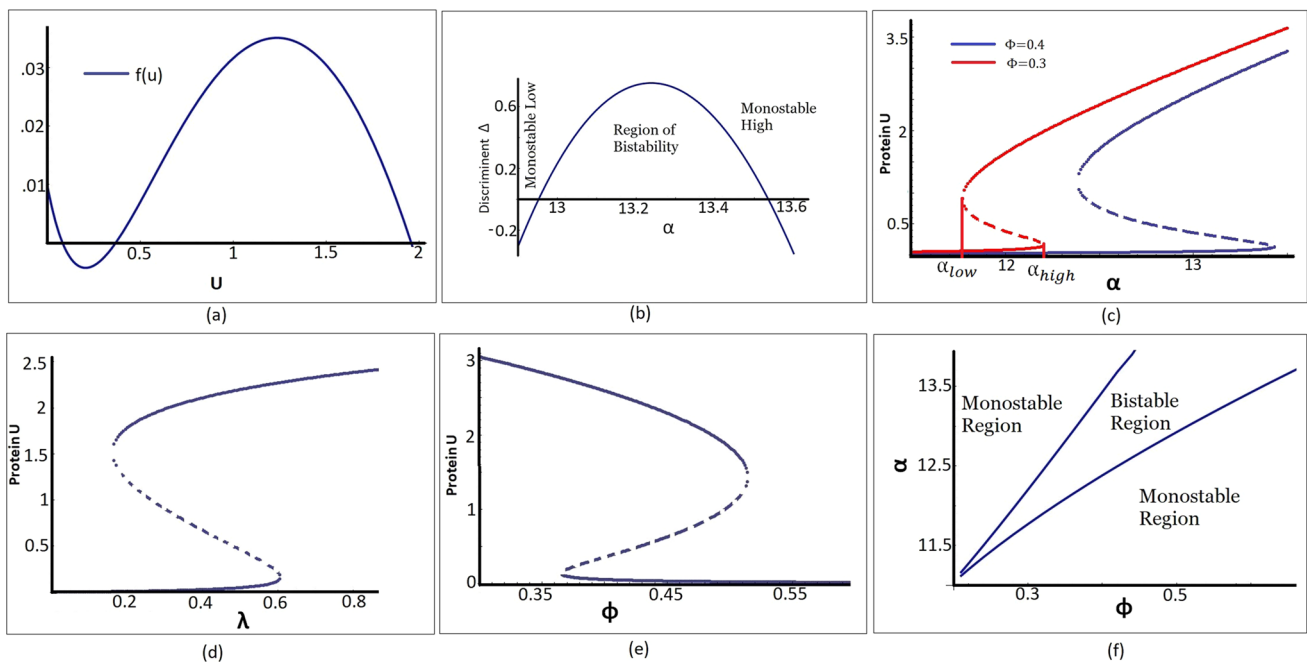 .03
.02
.01
f(u)
0.5
1
1.5
2
U
(a)
0.6
0.2
-0.2
Discriminent Δ
Monostable Low
Region of
Bistability
Monostable
High
13
13.2
13.4
13.6
α
(b)
3.5
2
0.5
Protein U
Φ=0.4
Φ=0.3
12
13
α_low
α_high
α
(c)
2.5
2
1.5
1
0.5
Protein U
0.2
0.4
0.6
0.8
λ
(d)
3
2
1
0
Protein U
0.35
0.45
0.55
Φ
(e)
13.5
12.5
11.5
α
Monostable
Region
Bistable
Region
Monostable
Region
0.3
0.5
Φ
(f)